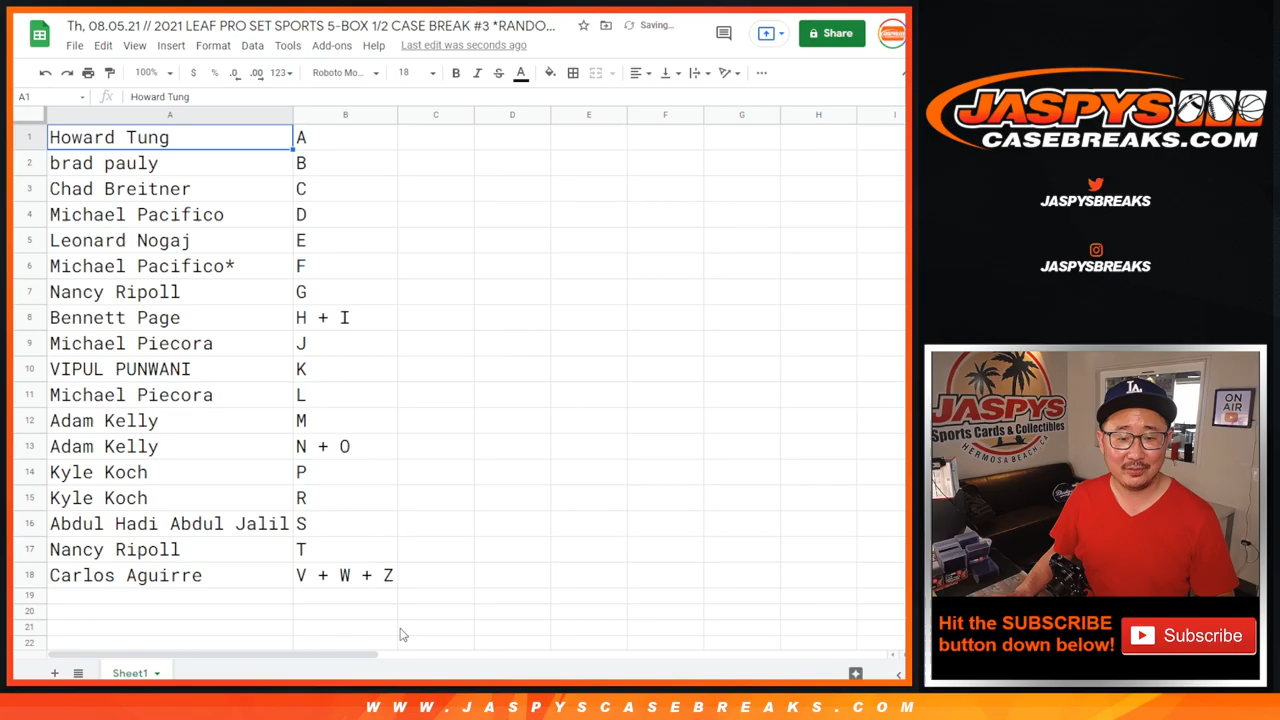 Th, 08.05.21 // 2021 LEAF PRO SET SPORTS 5-BOX 1/2 CASE BREAK #3 *RANDO...
Saving...
Share
File Edit View Insert Format Data Tools Add-ons Help Last edit was seconds ago
100% $ % .0 .00 123 Roboto Mo... 18 B I S A
A1 fx Howard Tung
A B C D E F G H I
1 Howard Tung A
2 brad pauly B
3 Chad Breitner C
4 Michael Pacifico D
5 Leonard Nogaj E
6 Michael Pacifico* F
7 Nancy Ripoll G
8 Bennett Page H + I
9 Michael Piecora J
10 VIPUL PUNWANI K
11 Michael Piecora L
12 Adam Kelly M
13 Adam Kelly N + O
14 Kyle Koch P
15 Kyle Koch R
16 Abdul Hadi Abdul Jalil S
17 Nancy Ripoll T
18 Carlos Aguirre V + W + Z
19
20
21
22
Sheet1
JASPYS
CASEBREAKS.COM
JASPYSBREAKS
JASPYSBREAKS
JASPYS
Sports Cards & Collectibles
HERMOSA BEACH, CA
ON
AIR
LA
Hit the SUBSCRIBE
button down below!
Subscribe
WWW.JASPYSCASEBREAKS.COM